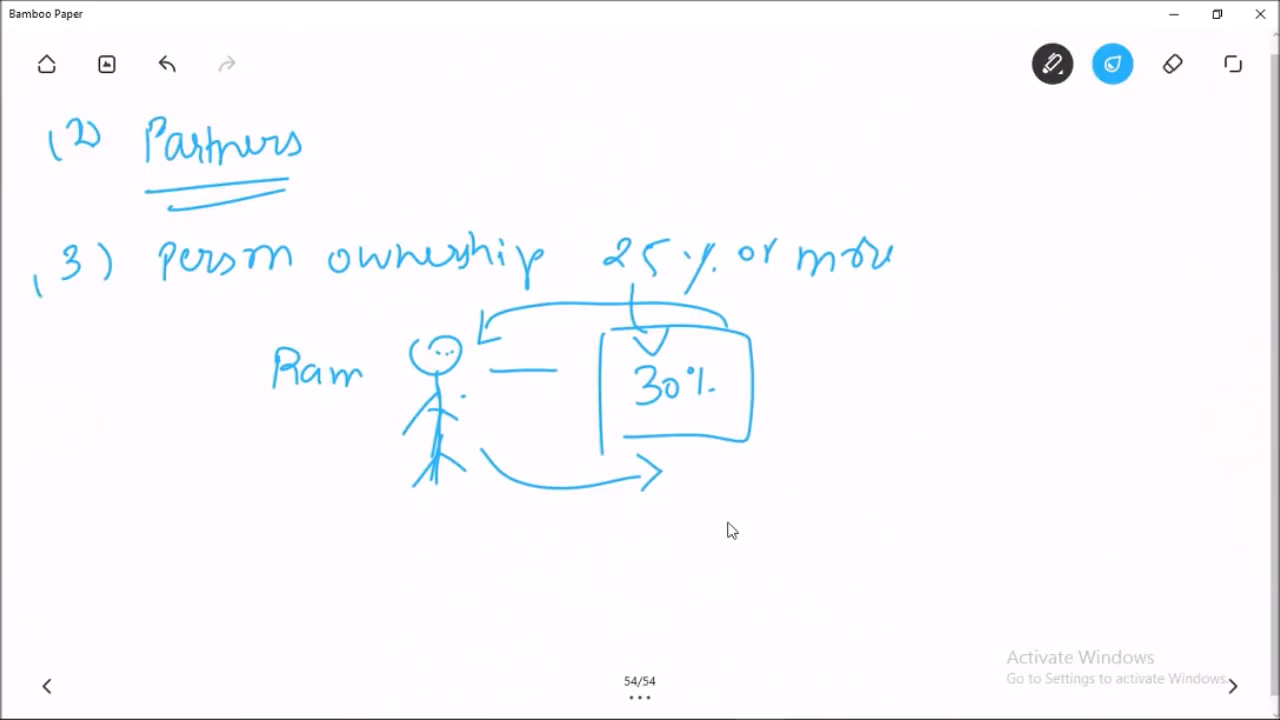 Bamboo Paper
(2) Partners
(3) Person ownership 25% or more
Ram
30%
Activate Windows
Go to Settings to activate Windows.
54/54